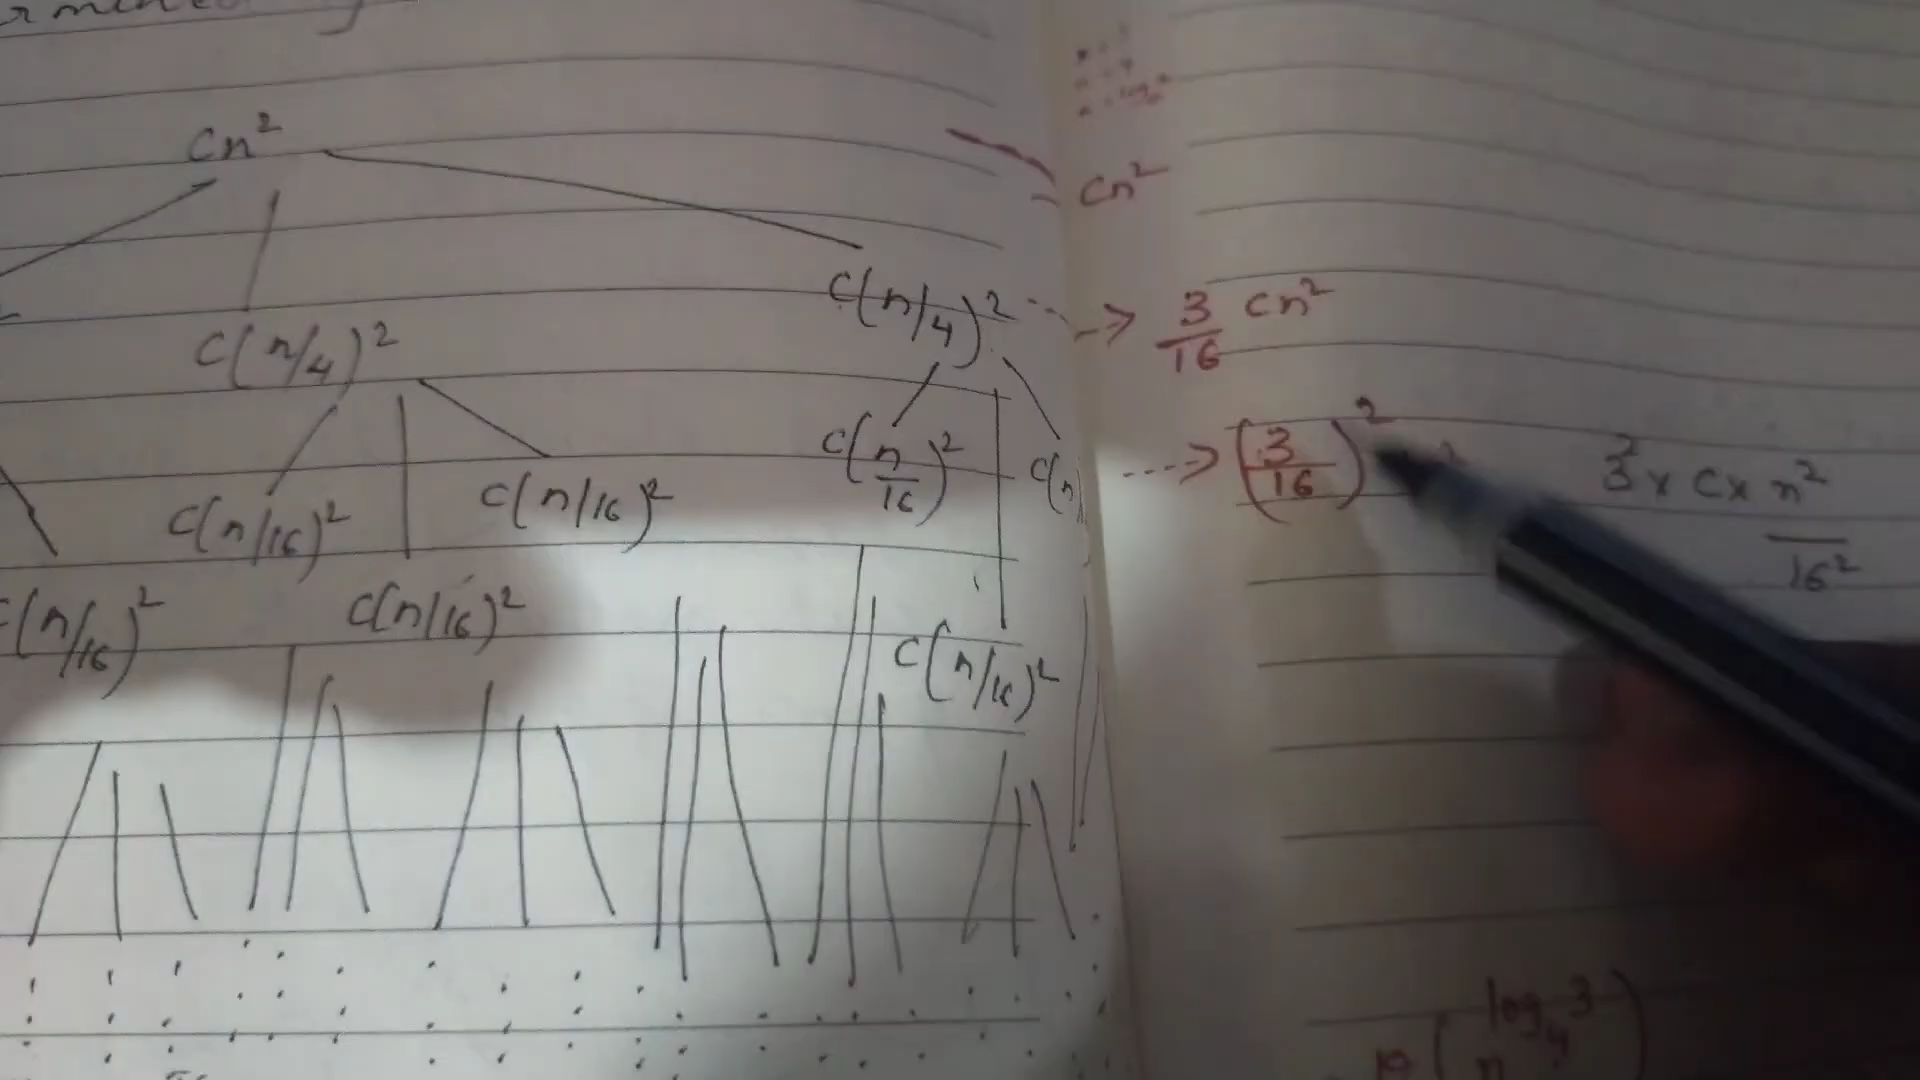 cn²
cn²
c(n/4)²
c(n/4)²
3/16 cn²
c(n/16)²
c(n/16)²
c(n/16)²
c(n
(3/16)²
3² x c x n²/16²
c(n/16)²
c(n/16)²
c(n/16)²
(n^log₄3)